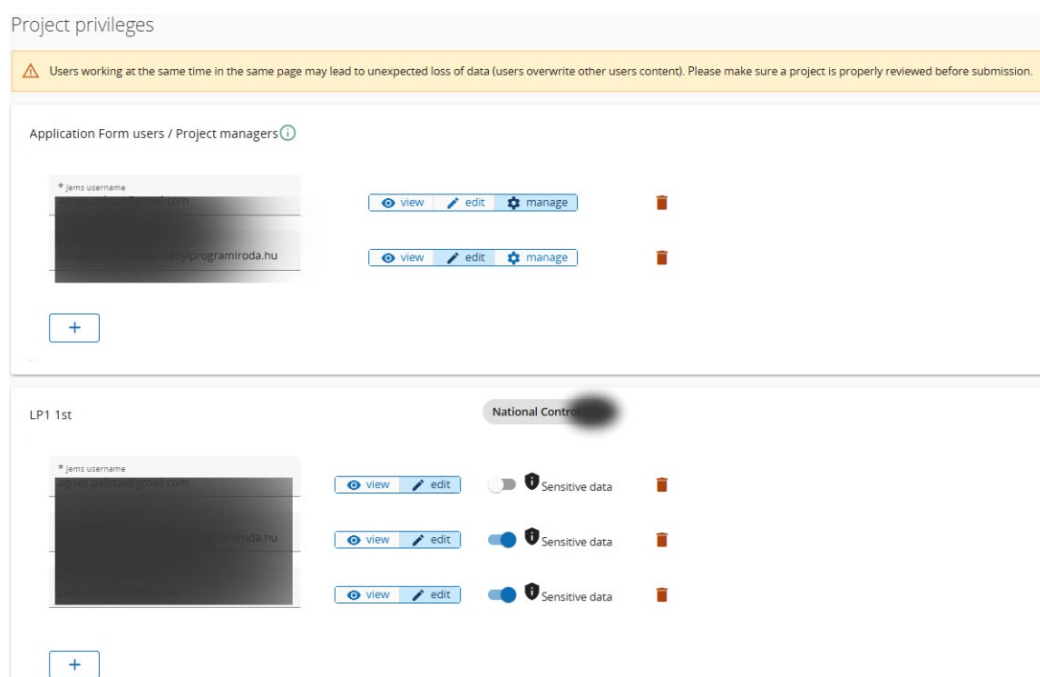 Project privileges
Users working at the same time in the same page may lead to unexpected loss of data (users overwrite other users content). Please make sure a project is properly reviewed before submission.
Application Form users / Project managers
* Jems username
view edit manage
programiroda.hu
view edit manage
+
LP1 1st
National
* Jems username
view edit Sensitive data
view edit Sensitive data
view edit Sensitive data
+